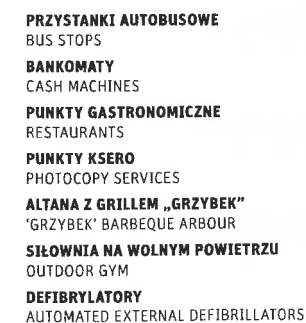 PRZYSTANKI AUTOBUSOWE
BUS STOPS
BANKOMATY
CASH MACHINES
PUNKTY GASTRONOMICZNE
RESTAURANTS
PUNKTY KSERO
PHOTOCOPY SERVICES
ALTANA Z GRILLEM „GRZYBEK”
‘GRZYBEK’ BARBEQUE ARBOUR
SIŁOWNIA NA WOLNYM POWIETRZU
OUTDOOR GYM
DEFIBRYLATORY
AUTOMATED EXTERNAL DEFIBRILLATORS